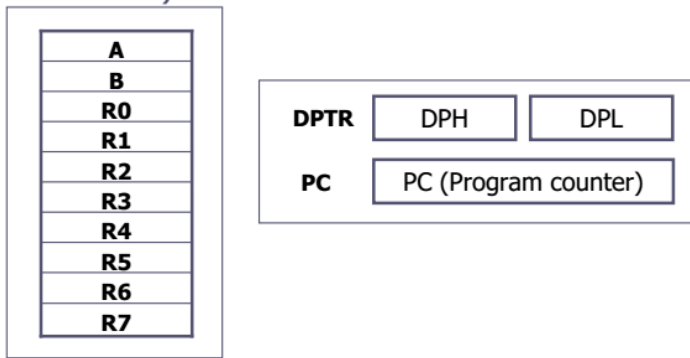 A
B
R0
R1
R2
R3
R4
R5
R6
R7
DPTR DPH DPL
PC PC (Program counter)